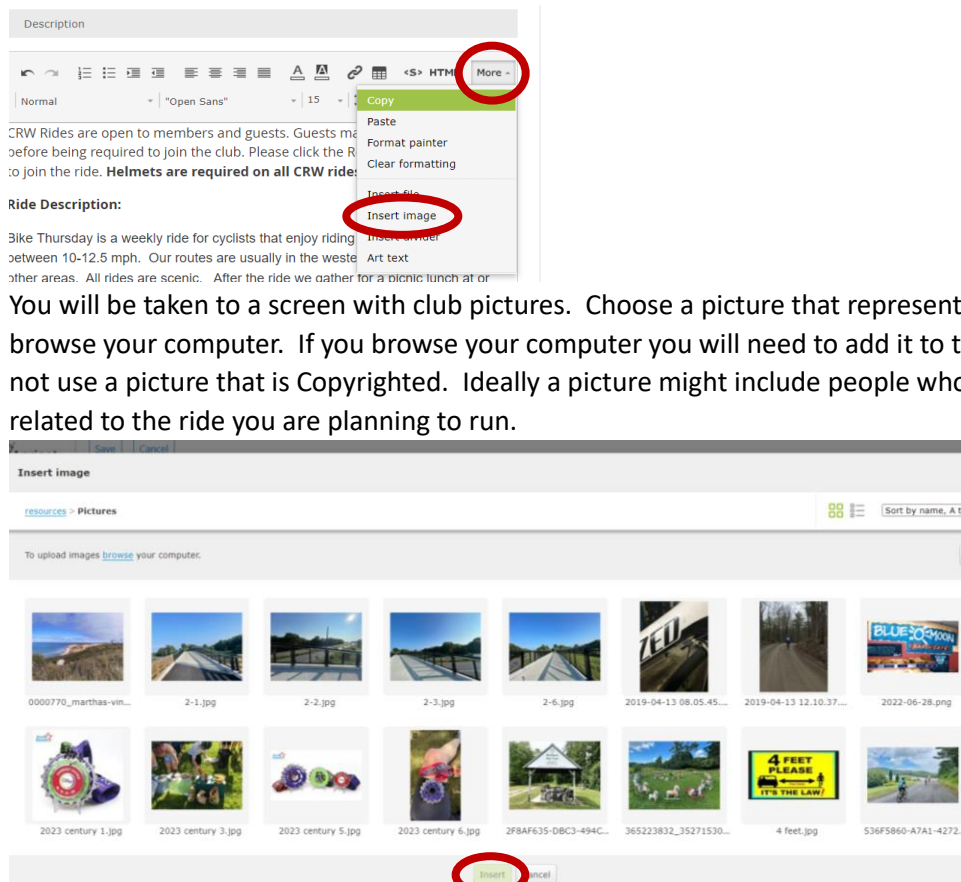 Description
<S> HTM More -
Normal "Open Sans" 15
Copy
Paste
Format painter
Clear formatting
Insert file
Insert image
Insert divider
Art text
CRW Rides are open to members and guests. Guests ma
before being required to join the club. Please click the R
to join the ride. Helmets are required on all CRW rides
Ride Description:
Bike Thursday is a weekly ride for cyclists that enjoy riding
between 10-12.5 mph. Our routes are usually in the weste
other areas. All rides are scenic. After the ride we gather for a picnic lunch at or
You will be taken to a screen with club pictures. Choose a picture that represent
browse your computer. If you browse your computer you will need to add it to t
not use a picture that is Copyrighted. Ideally a picture might include people who
related to the ride you are planning to run.
Save Cancel
Insert image
resources > Pictures Sort by name, A t
To upload images browse your computer.
ZED
BLUE MOON
0000770_marthas-vin... 2-1.jpg 2-2.jpg 2-3.jpg 2-6.jpg 2019-04-13 08.05.45.... 2019-04-13 12.10.37.... 2022-06-28.png
4 FEET
PLEASE
IT'S THE LAW!
2023 century 1.jpg 2023 century 3.jpg 2023 century 5.jpg 2023 century 6.jpg 2F8AF635-DBC3-494C... 365223832_35271530... 4 feet.jpg 536F5860-A7A1-4272.
Insert Cancel